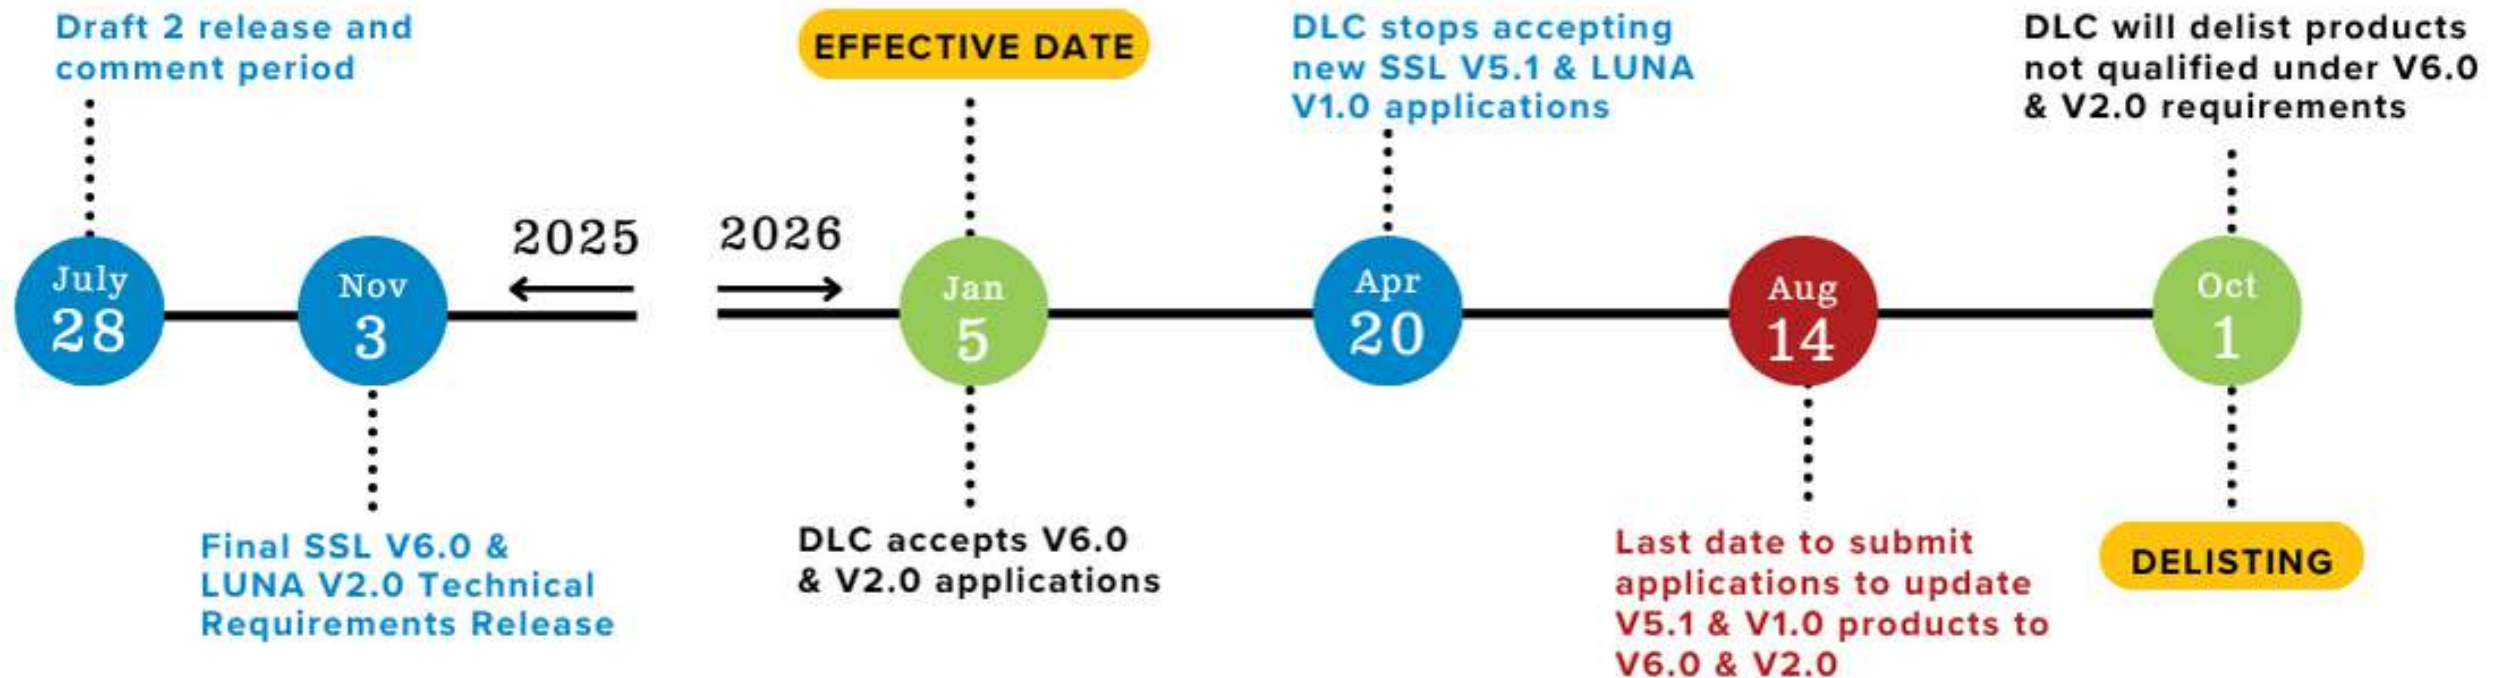 Draft 2 release and
comment period
July
28
Nov
3
Final SSL V6.0 &
LUNA V2.0 Technical
Requirements Release
2025
2026
EFFECTIVE DATE
Jan
5
DLC accepts V6.0
& V2.0 applications
DLC stops accepting
new SSL V5.1 & LUNA
V1.0 applications
Apr
20
Aug
14
Last date to submit
applications to update
V5.1 & V1.0 products to
V6.0 & V2.0
DLC will delist products
not qualified under V6.0
& V2.0 requirements
Oct
1
DELISTING